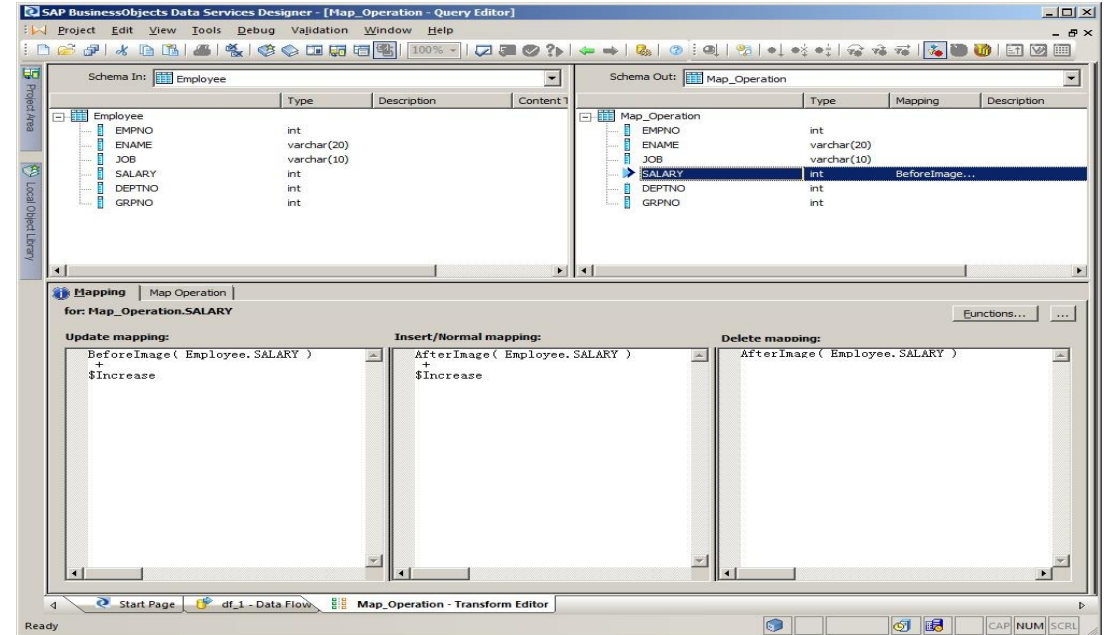 SAP BusinessObjects Data Services Designer - [Map_Operation - Query Editor]
Project Edit View Tools Debug Validation Window Help
100%
Project Area
Local Object Library
Schema In: Employee
Type Description Content T
Employee
EMPNO int
ENAME varchar(20)
JOB varchar(10)
SALARY int
DEPTNO int
GRPNO int
Schema Out: Map_Operation
Type Mapping Description
Map_Operation
EMPNO int
ENAME varchar(20)
JOB varchar(10)
SALARY int BeforeImage...
DEPTNO int
GRPNO int
Mapping Map Operation
for: Map_Operation.SALARY
Functions... ...
Update mapping:
BeforeImage( Employee.SALARY )
+
$Increase
Insert/Normal mapping:
AfterImage( Employee.SALARY )
+
$Increase
Delete mapping:
AfterImage( Employee.SALARY )
Start Page df_1 - Data Flow Map_Operation - Transform Editor
Ready CAP NUM SCRL